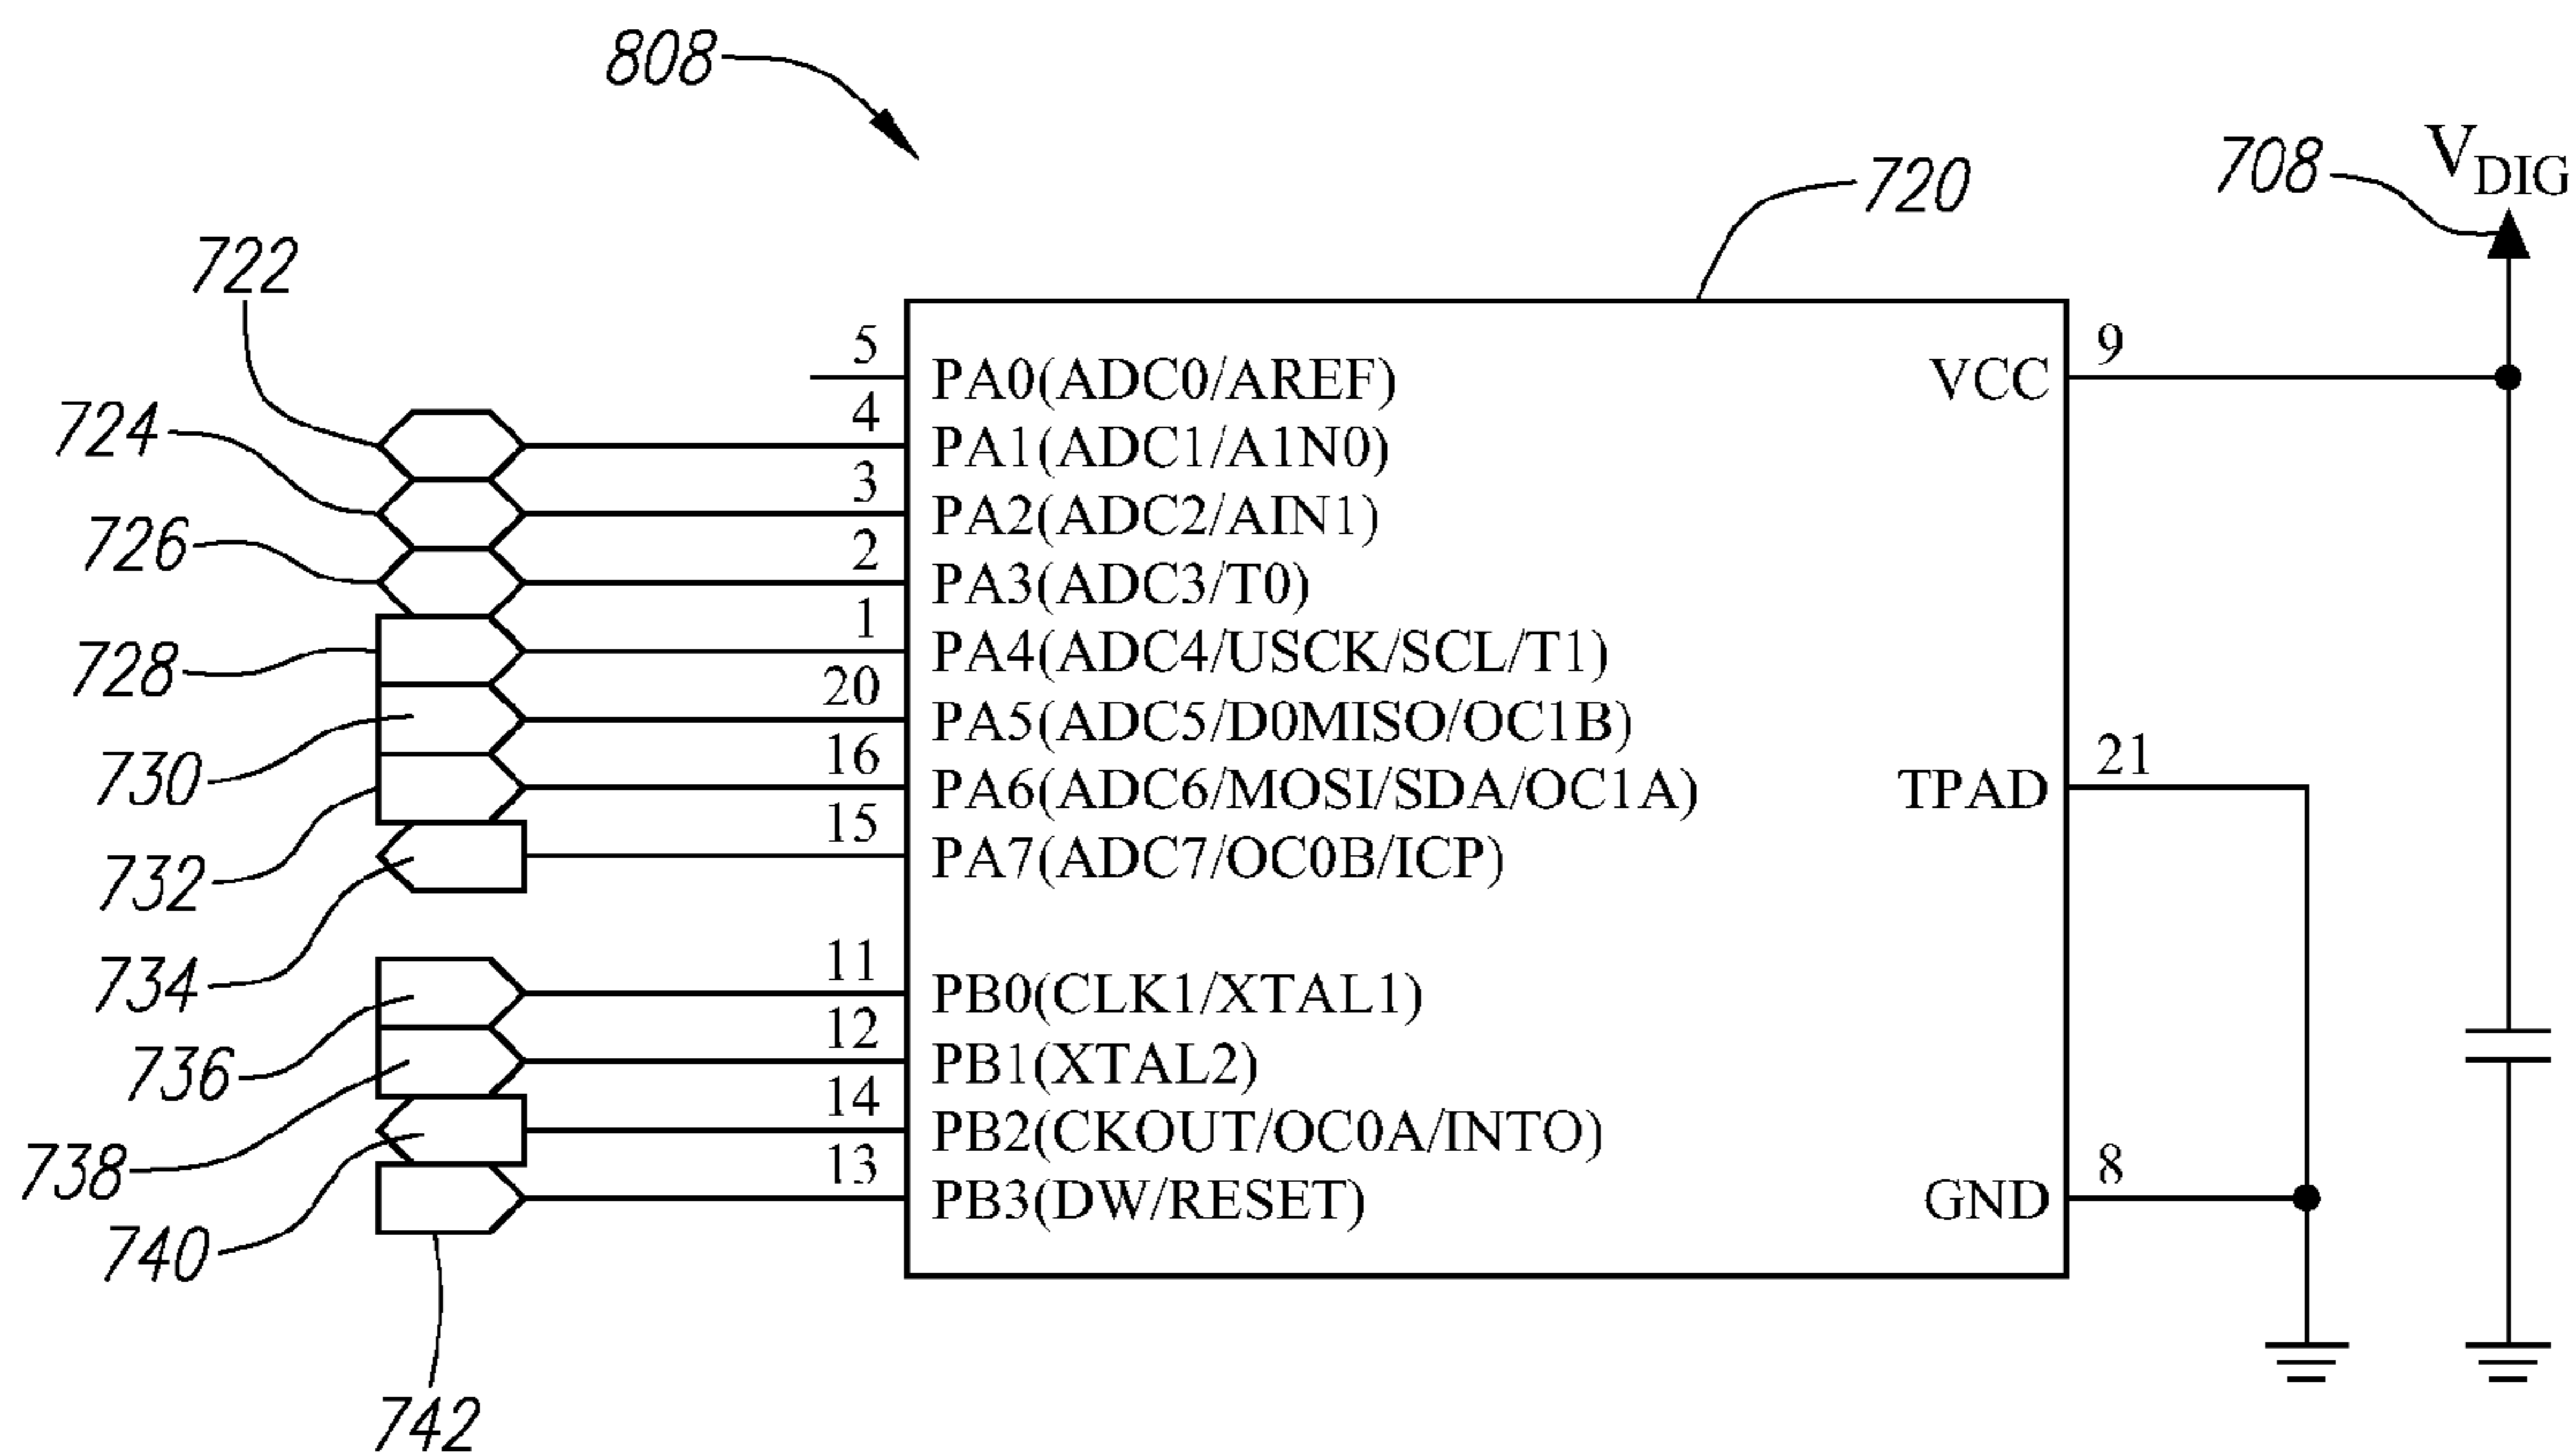 808
708
V DIG
720
722
5
PA0(ADC0/AREF)
VCC
9
724
4
PA1(ADC1/A1N0)
3
PA2(ADC2/AIN1)
726
2
PA3(ADC3/T0)
728
1
PA4(ADC4/USCK/SCL/T1)
20
PA5(ADC5/D0MISO/OC1B)
730
16
PA6(ADC6/MOSI/SDA/OC1A)
TPAD
21
732
15
PA7(ADC7/OC0B/ICP)
734
11
PB0(CLK1/XTAL1)
736
12
PB1(XTAL2)
738
14
PB2(CKOUT/OC0A/INTO)
740
13
PB3(DW/RESET)
GND
8
742